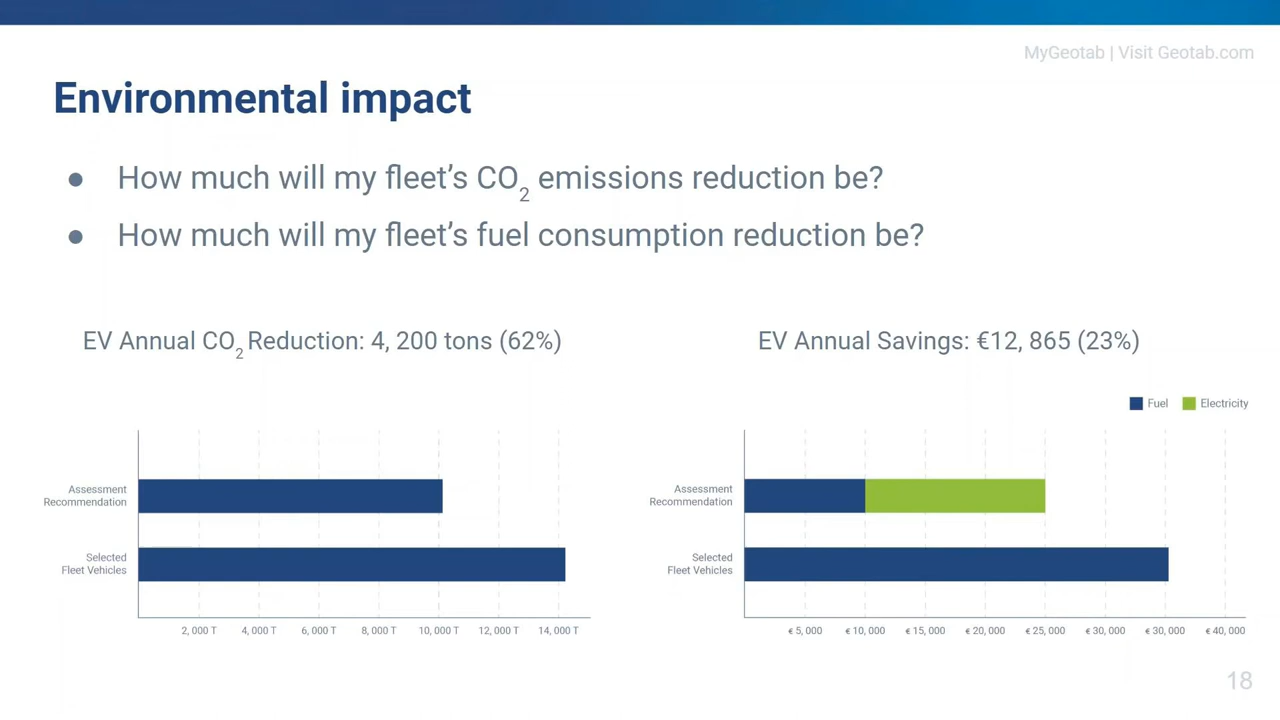 MyGeotab | Visit Geotab.com
Environmental impact
● How much will my fleet's CO2 emissions reduction be?
● How much will my fleet's fuel consumption reduction be?
EV Annual CO2 Reduction: 4, 200 tons (62%)
Assessment
Recommendation
Selected
Fleet Vehicles
2, 000 T 4, 000 T 6, 000 T 8, 000 T 10, 000 T 12, 000 T 14, 000 T
EV Annual Savings: €12, 865 (23%)
Fuel Electricity
Assessment
Recommendation
Selected
Fleet Vehicles
€ 5, 000 € 10, 000 € 15, 000 € 20, 000 € 25, 000 € 30, 000 € 30, 000 € 40, 000
18